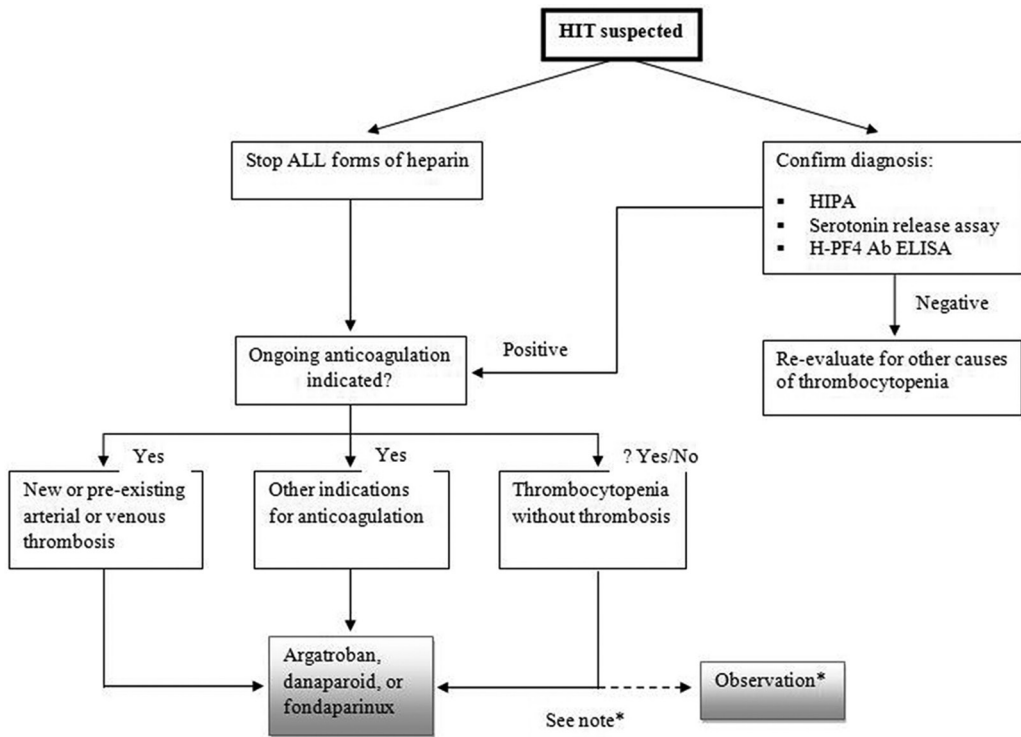 HIT suspected
Stop ALL forms of heparin
Confirm diagnosis:
▪ HIPA
▪ Serotonin release assay
▪ H-PF4 Ab ELISA
Negative
Positive
Ongoing anticoagulation
indicated?
Re-evaluate for other causes
of thrombocytopenia
Yes
Yes
? Yes/No
New or pre-existing
arterial or venous
thrombosis
Other indications
for anticoagulation
Thrombocytopenia
without thrombosis
Argatroban,
danaparoid, or
fondaparinux
Observation*
See note*